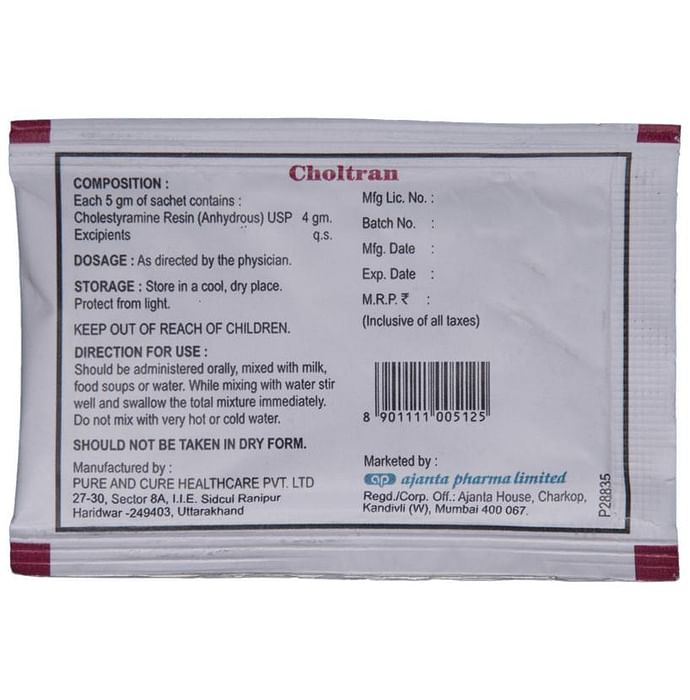 Choltran
COMPOSITION :
Each 5 gm of sachet contains :
Cholestyramine Resin (Anhydrous) USP 4 gm.
Excipients q.s.
DOSAGE : As directed by the physician.
STORAGE : Store in a cool, dry place.
Protect from light.
KEEP OUT OF REACH OF CHILDREN.
DIRECTION FOR USE :
Should be administered orally, mixed with milk,
food soups or water. While mixing with water stir
well and swallow the total mixture immediately.
Do not mix with very hot or cold water.
SHOULD NOT BE TAKEN IN DRY FORM.
Manufactured by :
PURE AND CURE HEALTHCARE PVT. LTD
27-30, Sector 8A, I.I.E. Sidcul Ranipur
Haridwar -249403, Uttarakhand
Mfg Lic. No. :
Batch No. :
Mfg. Date :
Exp. Date :
M.R.P. ₹ :
(Inclusive of all taxes)
8 901111 005125
Marketed by :
ap ajanta pharma limited
Regd./Corp. Off.: Ajanta House, Charkop,
Kandivli (W), Mumbai 400 067.
P28835